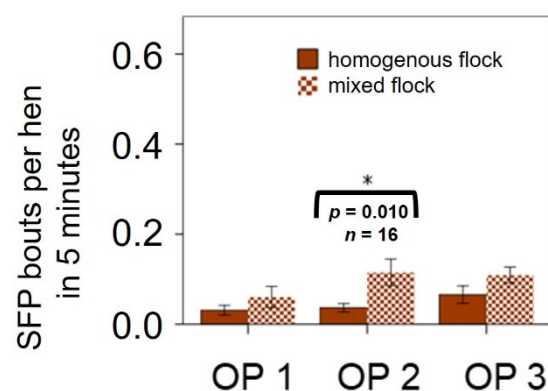 SFP bouts per hen
in 5 minutes
0.6
0.4
0.2
0.0
homogenous flock
mixed flock
*
p = 0.010
n = 16
OP 1 OP 2 OP 3